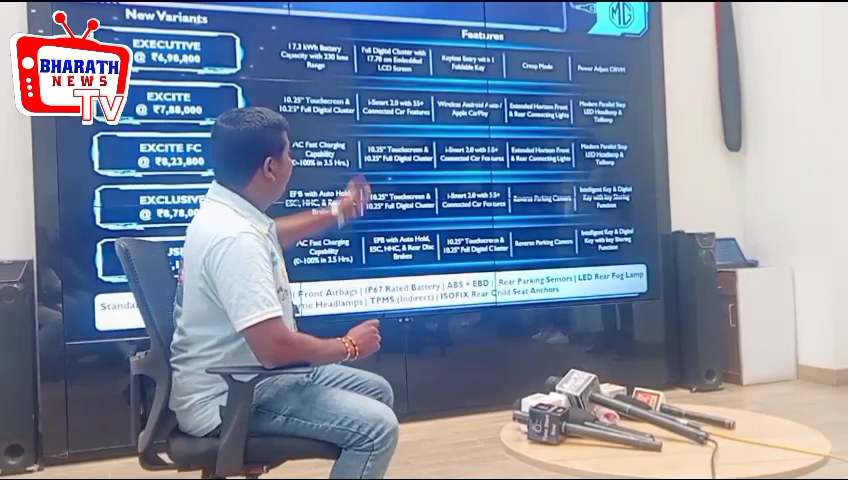 BHARATH
NEWS
TV
MG
New Variants
Features
EXECUTIVE
@ ₹6,98,800
17.3 kWh Battery
Capacity with 230 kms
Range
Full Digital Cluster with
17.78 cm Embedded
LCD Screen
Keyless Entry with
Foldable Key
Creep Mode
Power Adjust ORVM
EXCITE
@ ₹7,88,000
10.25" Touchscreen &
10.25" Full Digital Cluster
i-Smart 2.0 with 55+
Connected Car Features
Wireless Android Auto /
Apple CarPlay
Extended Horizon Front
& Rear Connecting Lights
Modern Parallel Step
LED Headlamp &
Taillamp
EXCITE FC
@ ₹8,23,800
AC Fast Charging
Capability
(0-100% in 3.5 Hrs.)
10.25" Touchscreen &
10.25" Full Digital Cluster
i-Smart 2.0 with 55+
Connected Car Features
Extended Horizon Front
& Rear Connecting Lights
Modern Parallel Step
LED Headlamp &
Taillamp
EXCLUSIVE
@ ₹8,78,000
EPB with Auto Hold,
ESC, HHC, & Rear
Brakes
10.25" Touchscreen &
10.25" Full Digital Cluster
i-Smart 2.0 with 55+
Connected Car Features
Reverse Parking Camera
Intelligent Key & Digital
Key with key Sharing
Function
AC Fast Charging
Capability
(0-100% in 3.5 Hrs.)
EPB with Auto Hold,
ESC, HHC, & Rear Disc
Brakes
10.25" Touchscreen &
10.25" Full Digital Cluster
Reverse Parking Camera
Intelligent Key & Digital
Key with key Sharing
Function
Front Airbags | IP67 Rated Battery | ABS + EBD | Rear Parking Sensors | LED Rear Fog Lamp
Headlamps | TPMS (Indirect) | ISOFIX Rear Child Seat Anchors